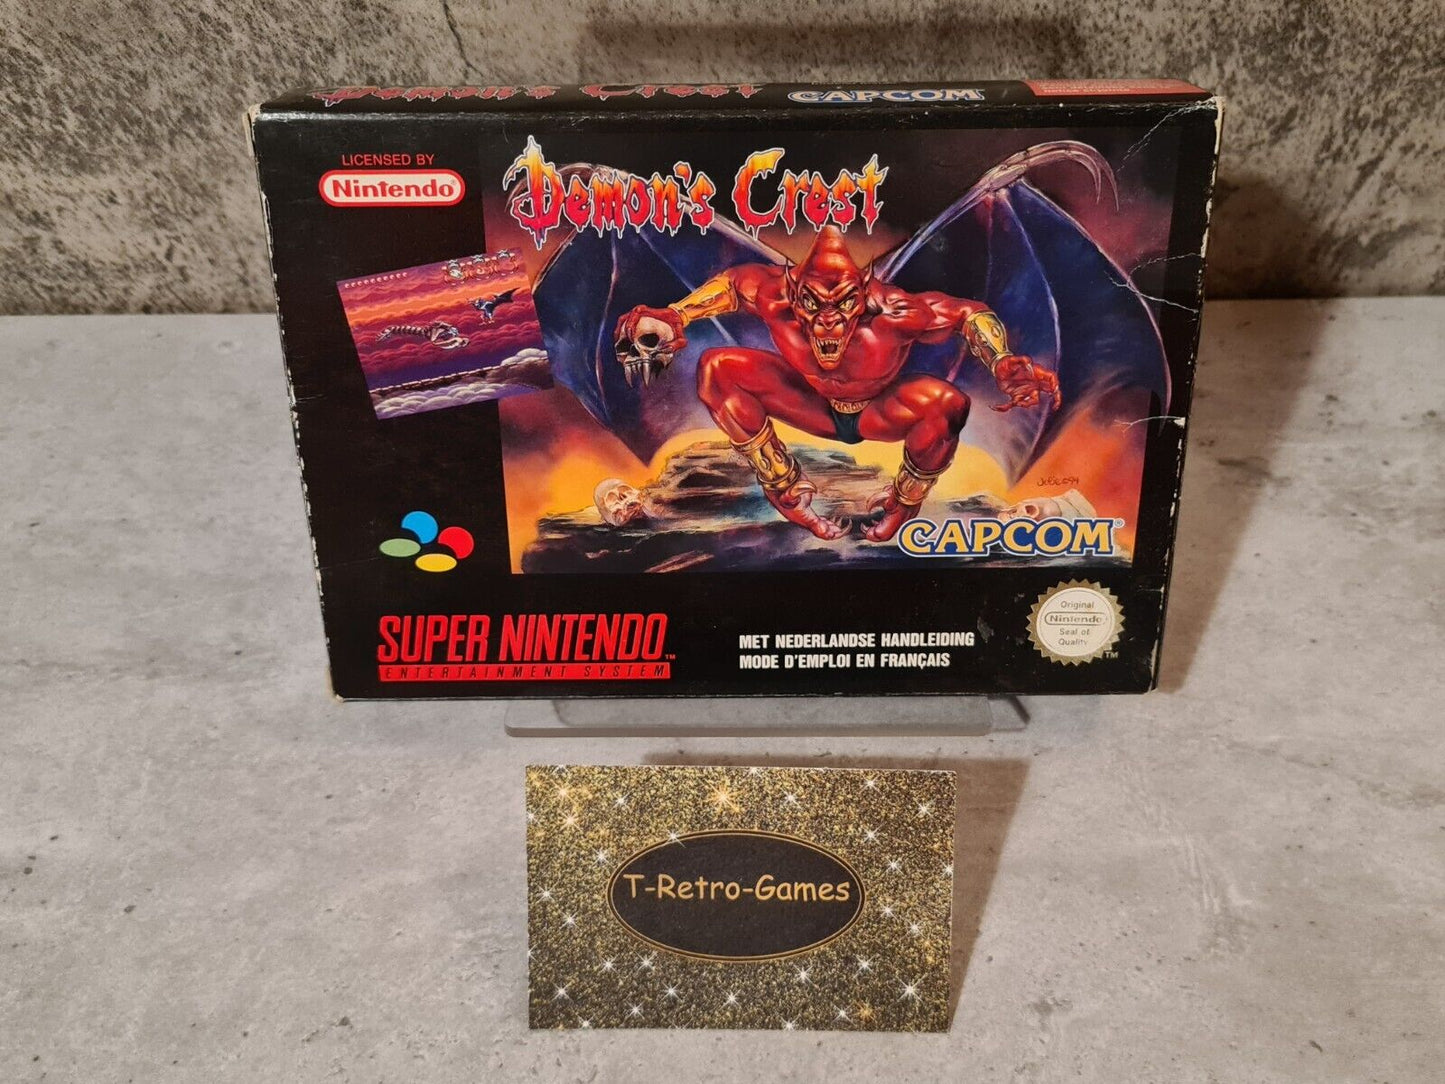 Demon's Crest CAPCOM
LICENSED BY
Nintendo
Demon's Crest
CAPCOM
SUPER NINTENDO
ENTERTAINMENT SYSTEM
MET NEDERLANDSE HANDLEIDING
MODE D'EMPLOI EN FRANÇAIS
Original
Nintendo
Seal of
Quality
T-Retro-Games